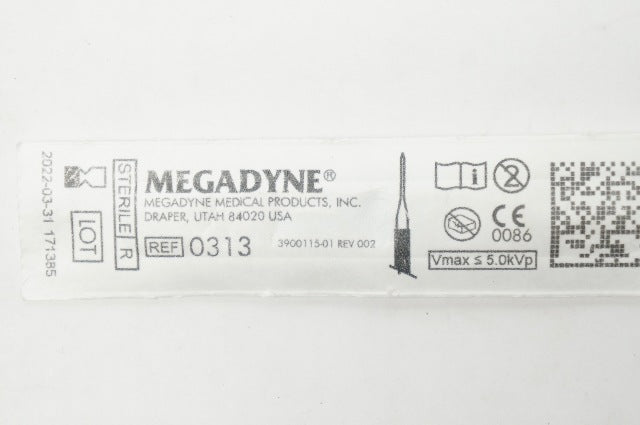 2022-03-31 171385
LOT
STERILE R
MEGADYNE®
MEGADYNE MEDICAL PRODUCTS, INC.
DRAPER, UTAH 84020 USA
REF 0313
3900115-01 REV 002
i 2
CE
0086
Vmax ≤ 5.0kVp